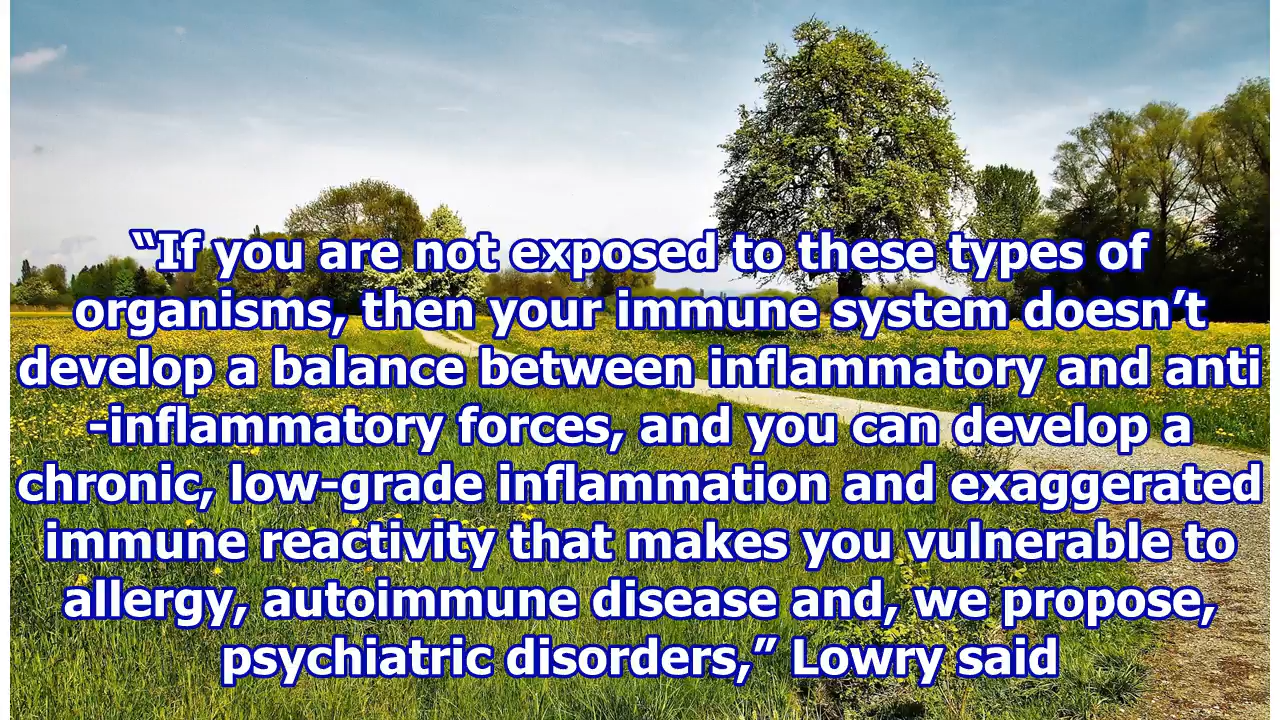 “If you are not exposed to these types of
organisms, then your immune system doesn’t
develop a balance between inflammatory and anti
-inflammatory forces, and you can develop a
chronic, low-grade inflammation and exaggerated
immune reactivity that makes you vulnerable to
allergy, autoimmune disease and, we propose,
psychiatric disorders,” Lowry said